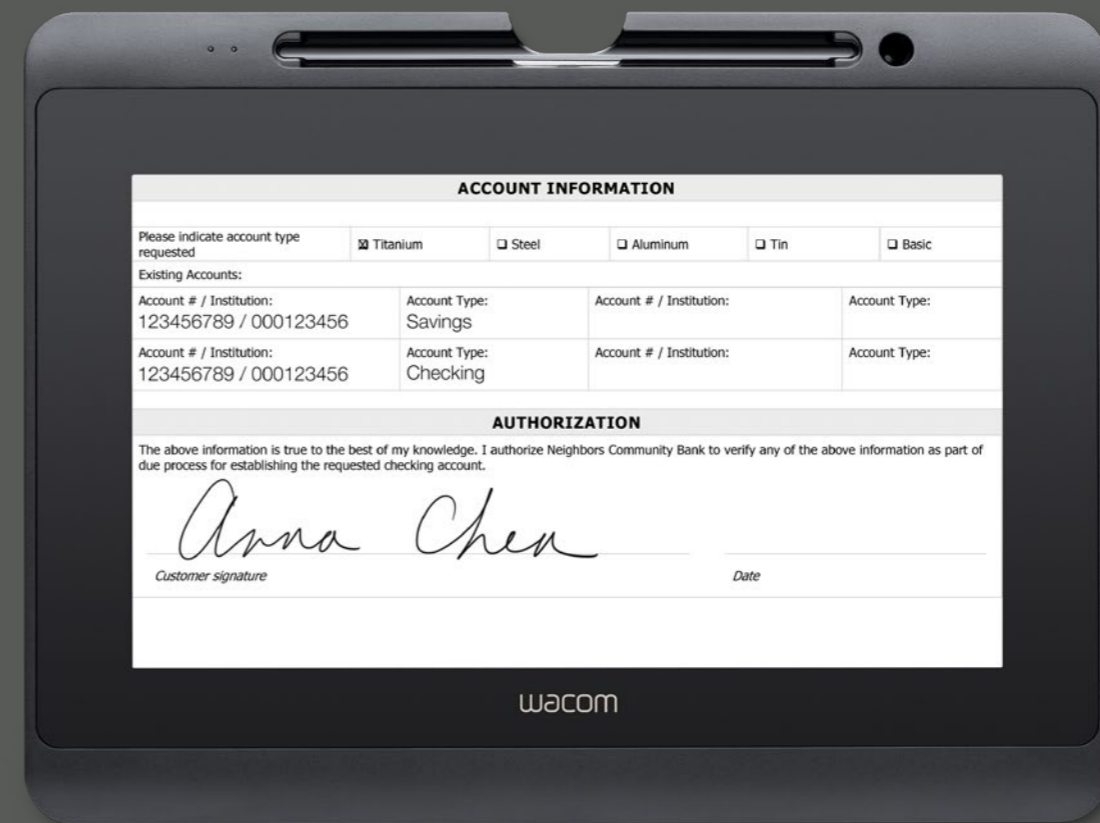 ACCOUNT INFORMATION
Please indicate account type requested ☒ Titanium ☐ Steel ☐ Aluminum ☐ Tin ☐ Basic
Existing Accounts:
Account # / Institution: Account Type: Account # / Institution: Account Type:
123456789 / 000123456 Savings
Account # / Institution: Account Type: Account # / Institution: Account Type:
123456789 / 000123456 Checking
AUTHORIZATION
The above information is true to the best of my knowledge. I authorize Neighbors Community Bank to verify any of the above information as part of
due process for establishing the requested checking account.
Anna Chen
Customer signature Date
wacom